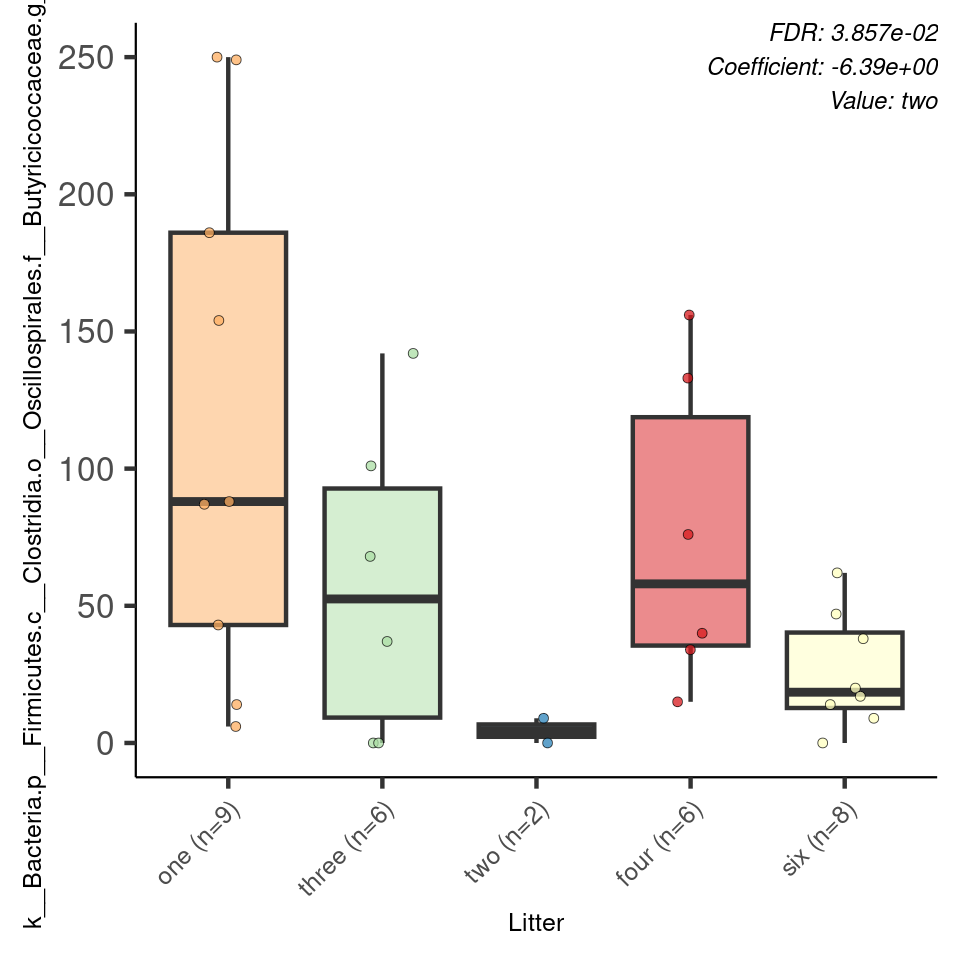 FDR: 3.857e-02
Coefficient: -6.39e+00
Value: two
k__Bacteria.p__Firmicutes.c__Clostridia.o__Oscillospirales.f__Butyricicoccaceae.g_
250
200
150
100
50
0
one (n=9)
three (n=6)
two (n=2)
four (n=6)
six (n=8)
Litter